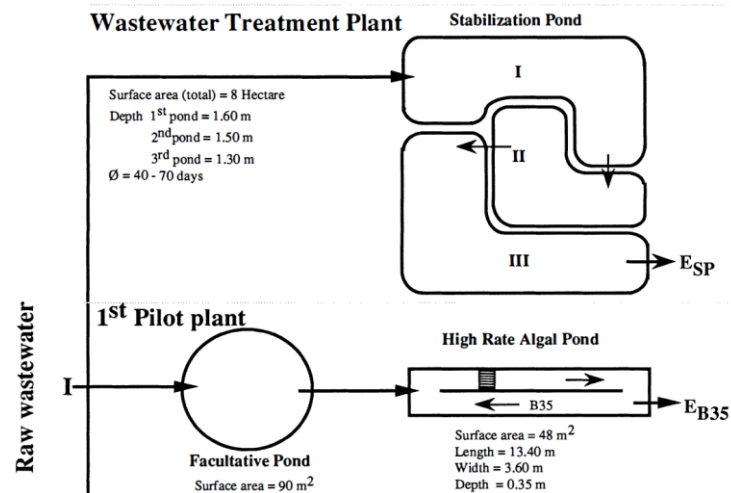 Wastewater Treatment Plant
Stabilization Pond
I
Surface area (total) = 8 Hectare
Depth 1st pond = 1.60 m
2nd pond = 1.50 m
3rd pond = 1.30 m
Ø = 40 - 70 days
II
III
ESP
Raw wastewater
1st Pilot plant
High Rate Algal Pond
I
B35
EB35
Facultative Pond
Surface area = 90 m2
Surface area = 48 m2
Length = 13.40 m
Width = 3.60 m
Depth = 0.35 m